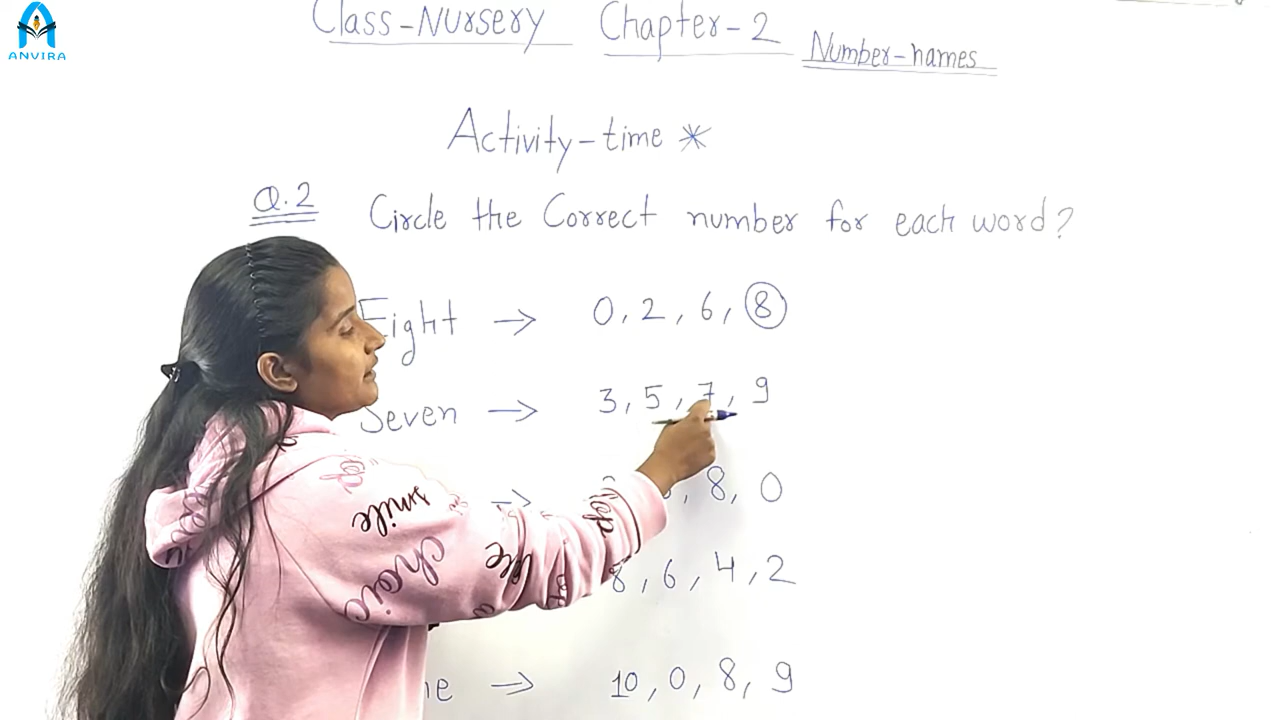 ANVIRA
Class-Nursery Chapter-2 Number-names
Activity-time *
Q.2 Circle the Correct number for each word?
Eight → 0, 2, 6, 8
Seven → 3, 5, 7, 9
→ 8, 0
8, 6, 4, 2
→ 10, 0, 8, 9
smile